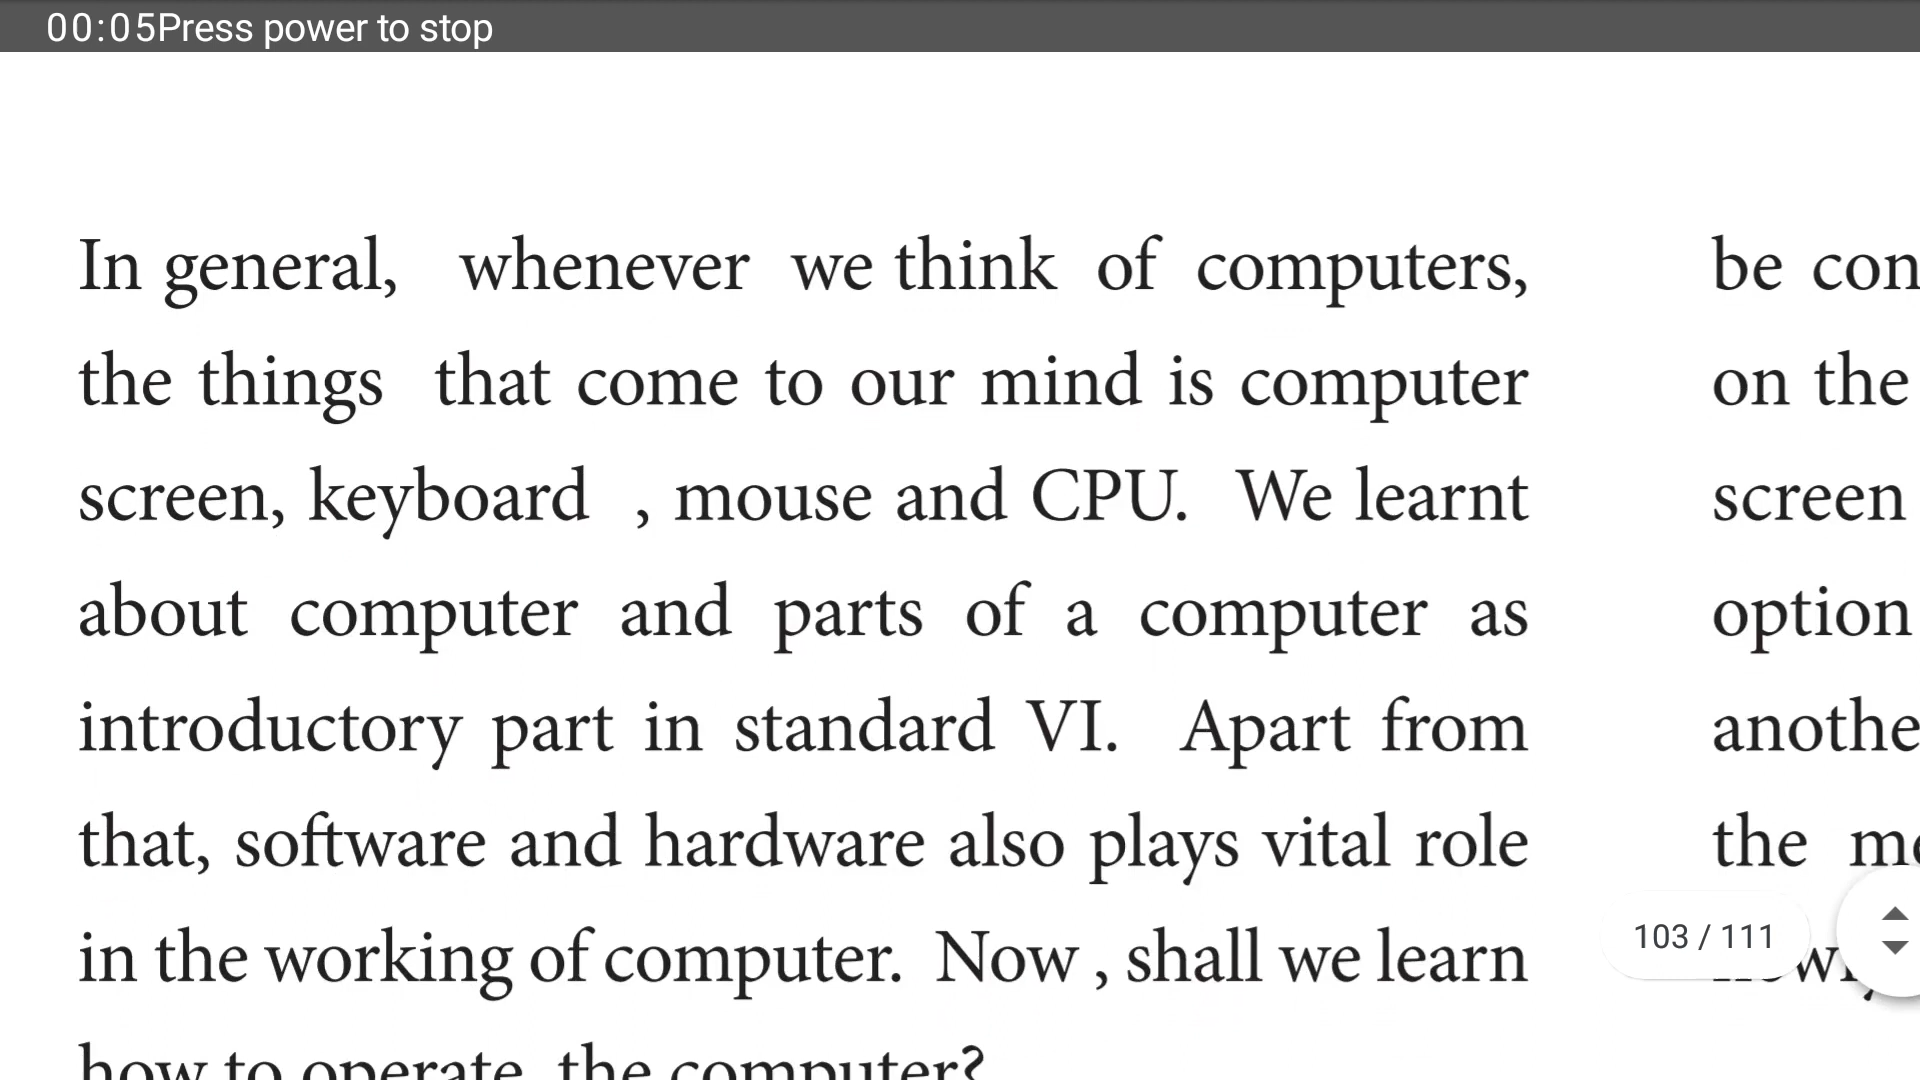 00:05Press power to stop
In general, whenever we think of computers,
the things that come to our mind is computer
screen, keyboard , mouse and CPU. We learnt
about computer and parts of a computer as
introductory part in standard VI. Apart from
that, software and hardware also plays vital role
in the working of computer. Now , shall we learn
how to operate the computer?
be con
on the
screen
option
anothe
the
103 / 111